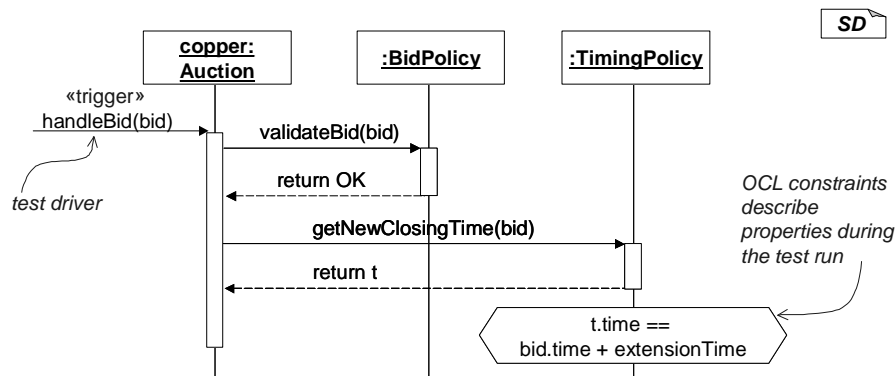 SD
copper:
Auction
:BidPolicy
:TimingPolicy
«trigger»
handleBid(bid)
validateBid(bid)
return OK
test driver
OCL constraints
describe
properties during
the test run
getNewClosingTime(bid)
return t
t.time ==
bid.time + extensionTime